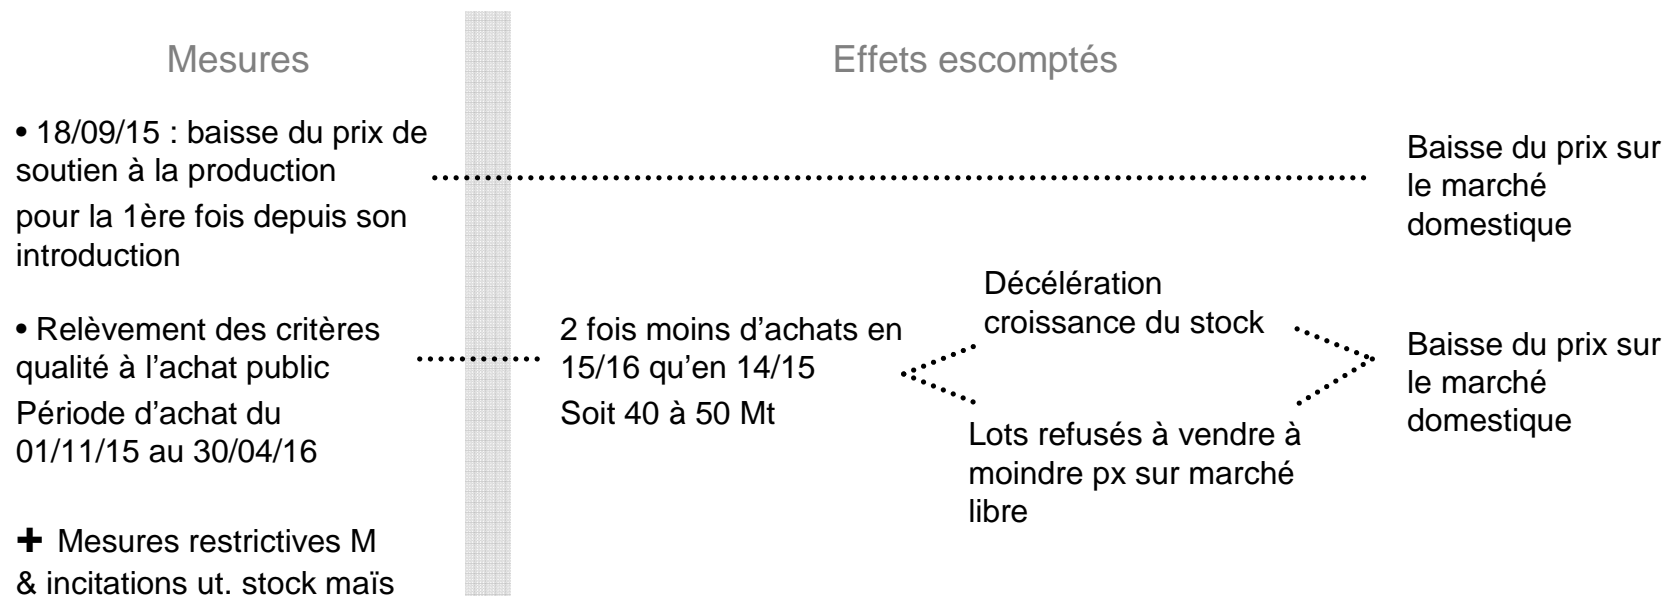 Mesures
Effets escomptés
• 18/09/15 : baisse du prix de
soutien à la production
pour la 1ère fois depuis son
introduction
Baisse du prix sur
le marché
domestique
• Relèvement des critères
qualité à l'achat public
Période d'achat du
01/11/15 au 30/04/16
2 fois moins d'achats en
15/16 qu'en 14/15
Soit 40 à 50 Mt
Décélération
croissance du stock
Lots refusés à vendre à
moindre px sur marché
libre
Baisse du prix sur
le marché
domestique
+ Mesures restrictives M
& incitations ut. stock maïs